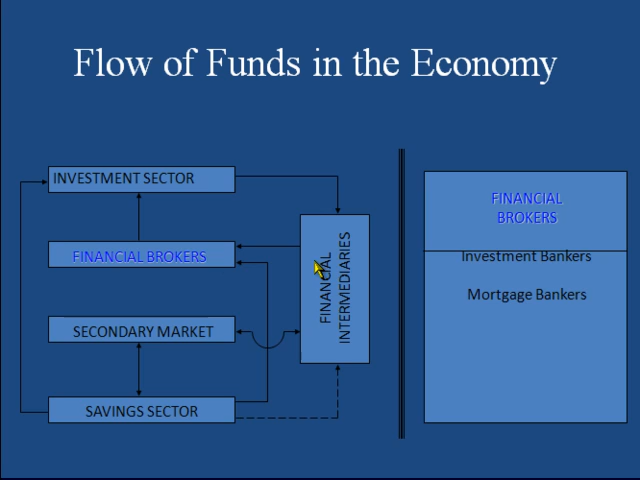 Flow of Funds in the Economy
INVESTMENT SECTOR
FINANCIAL BROKERS
SECONDARY MARKET
SAVINGS SECTOR
FINANCIAL
INTERMEDIARIES
FINANCIAL
BROKERS
Investment Bankers
Mortgage Bankers